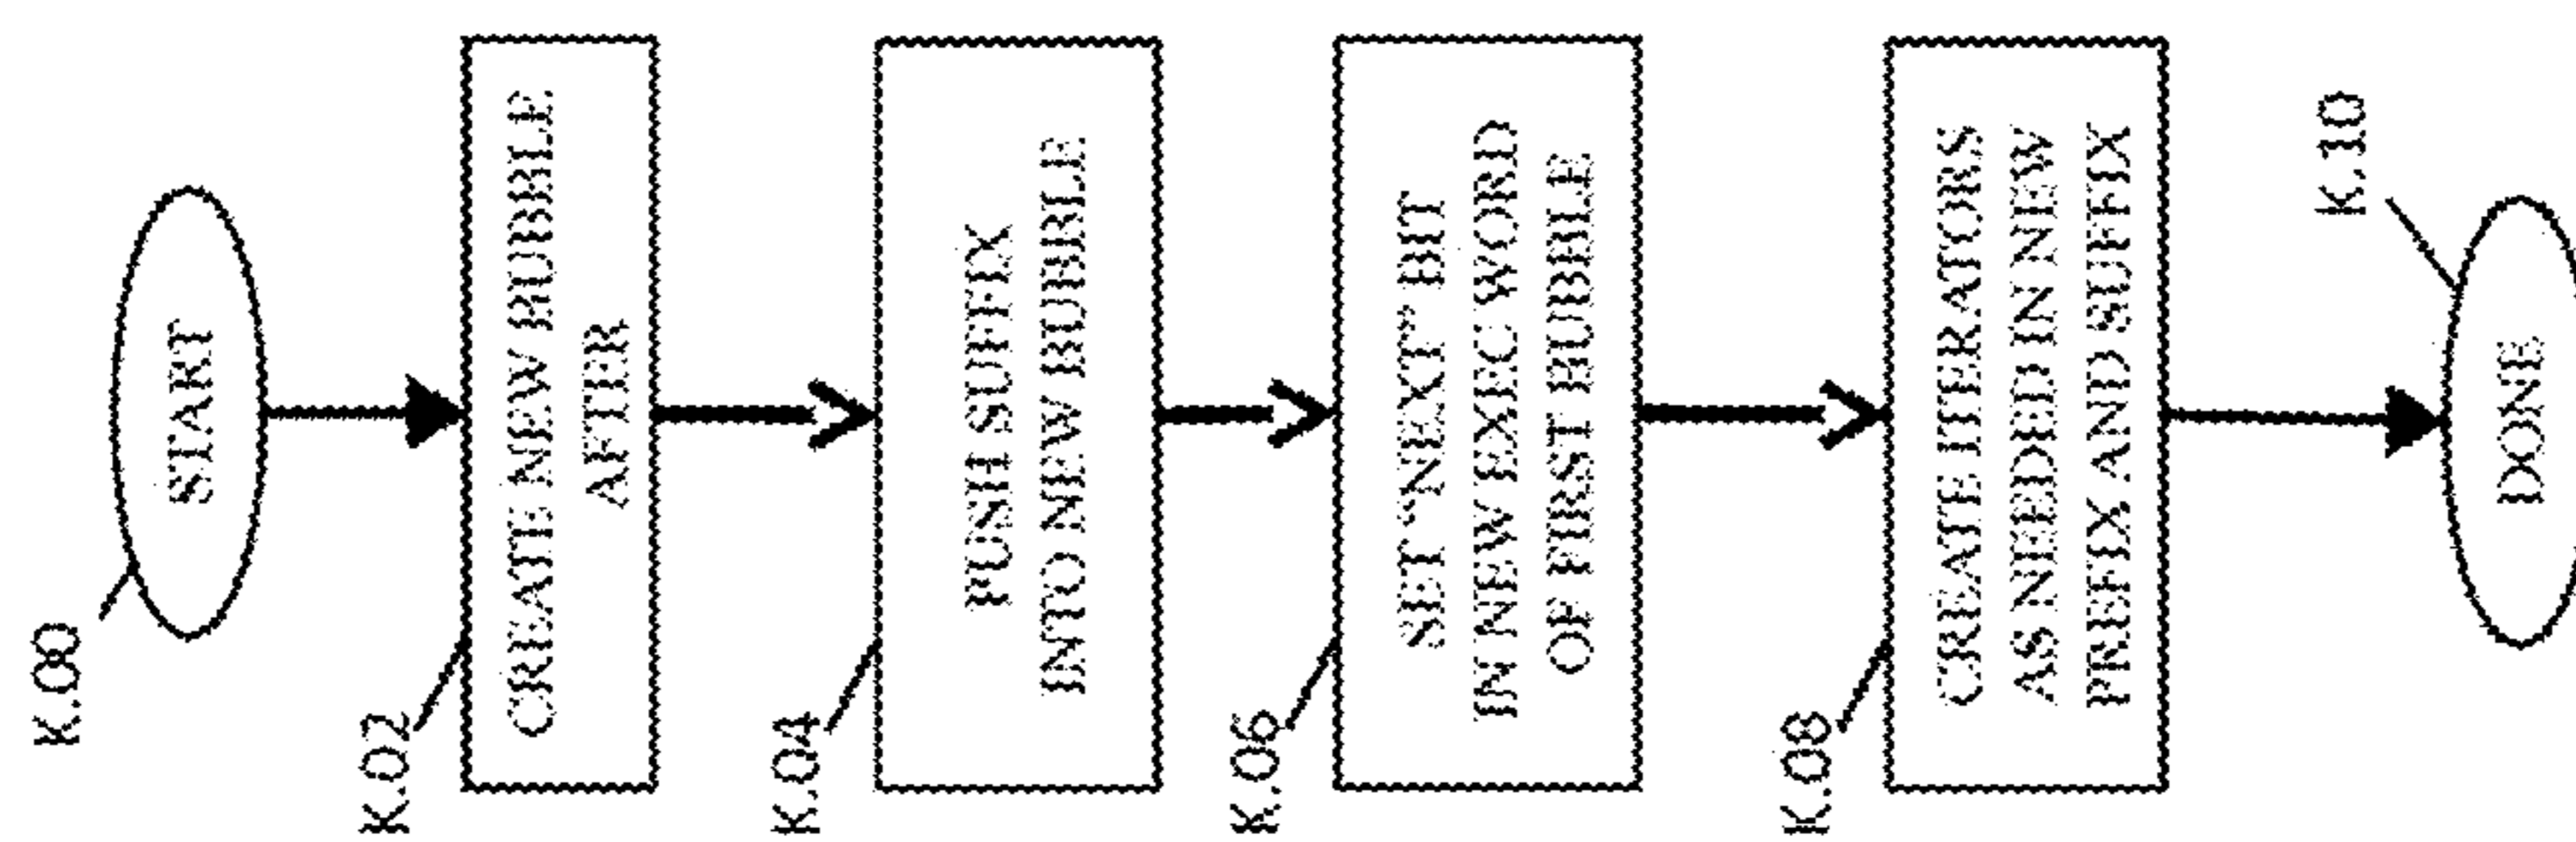 K.00
START
K.02
CREATE NEW BUBBLE
AFTER
K.04
PUSH SUFFIX
INTO NEW BUBBLE
K.06
SET “NEXT” BIT
IN NEW EXEC WORD
OF FIRST BUBBLE
K.08
CREATE ITERATORS
AS NEEDED IN NEW
PREFIX AND SUFFIX
K.10
DONE